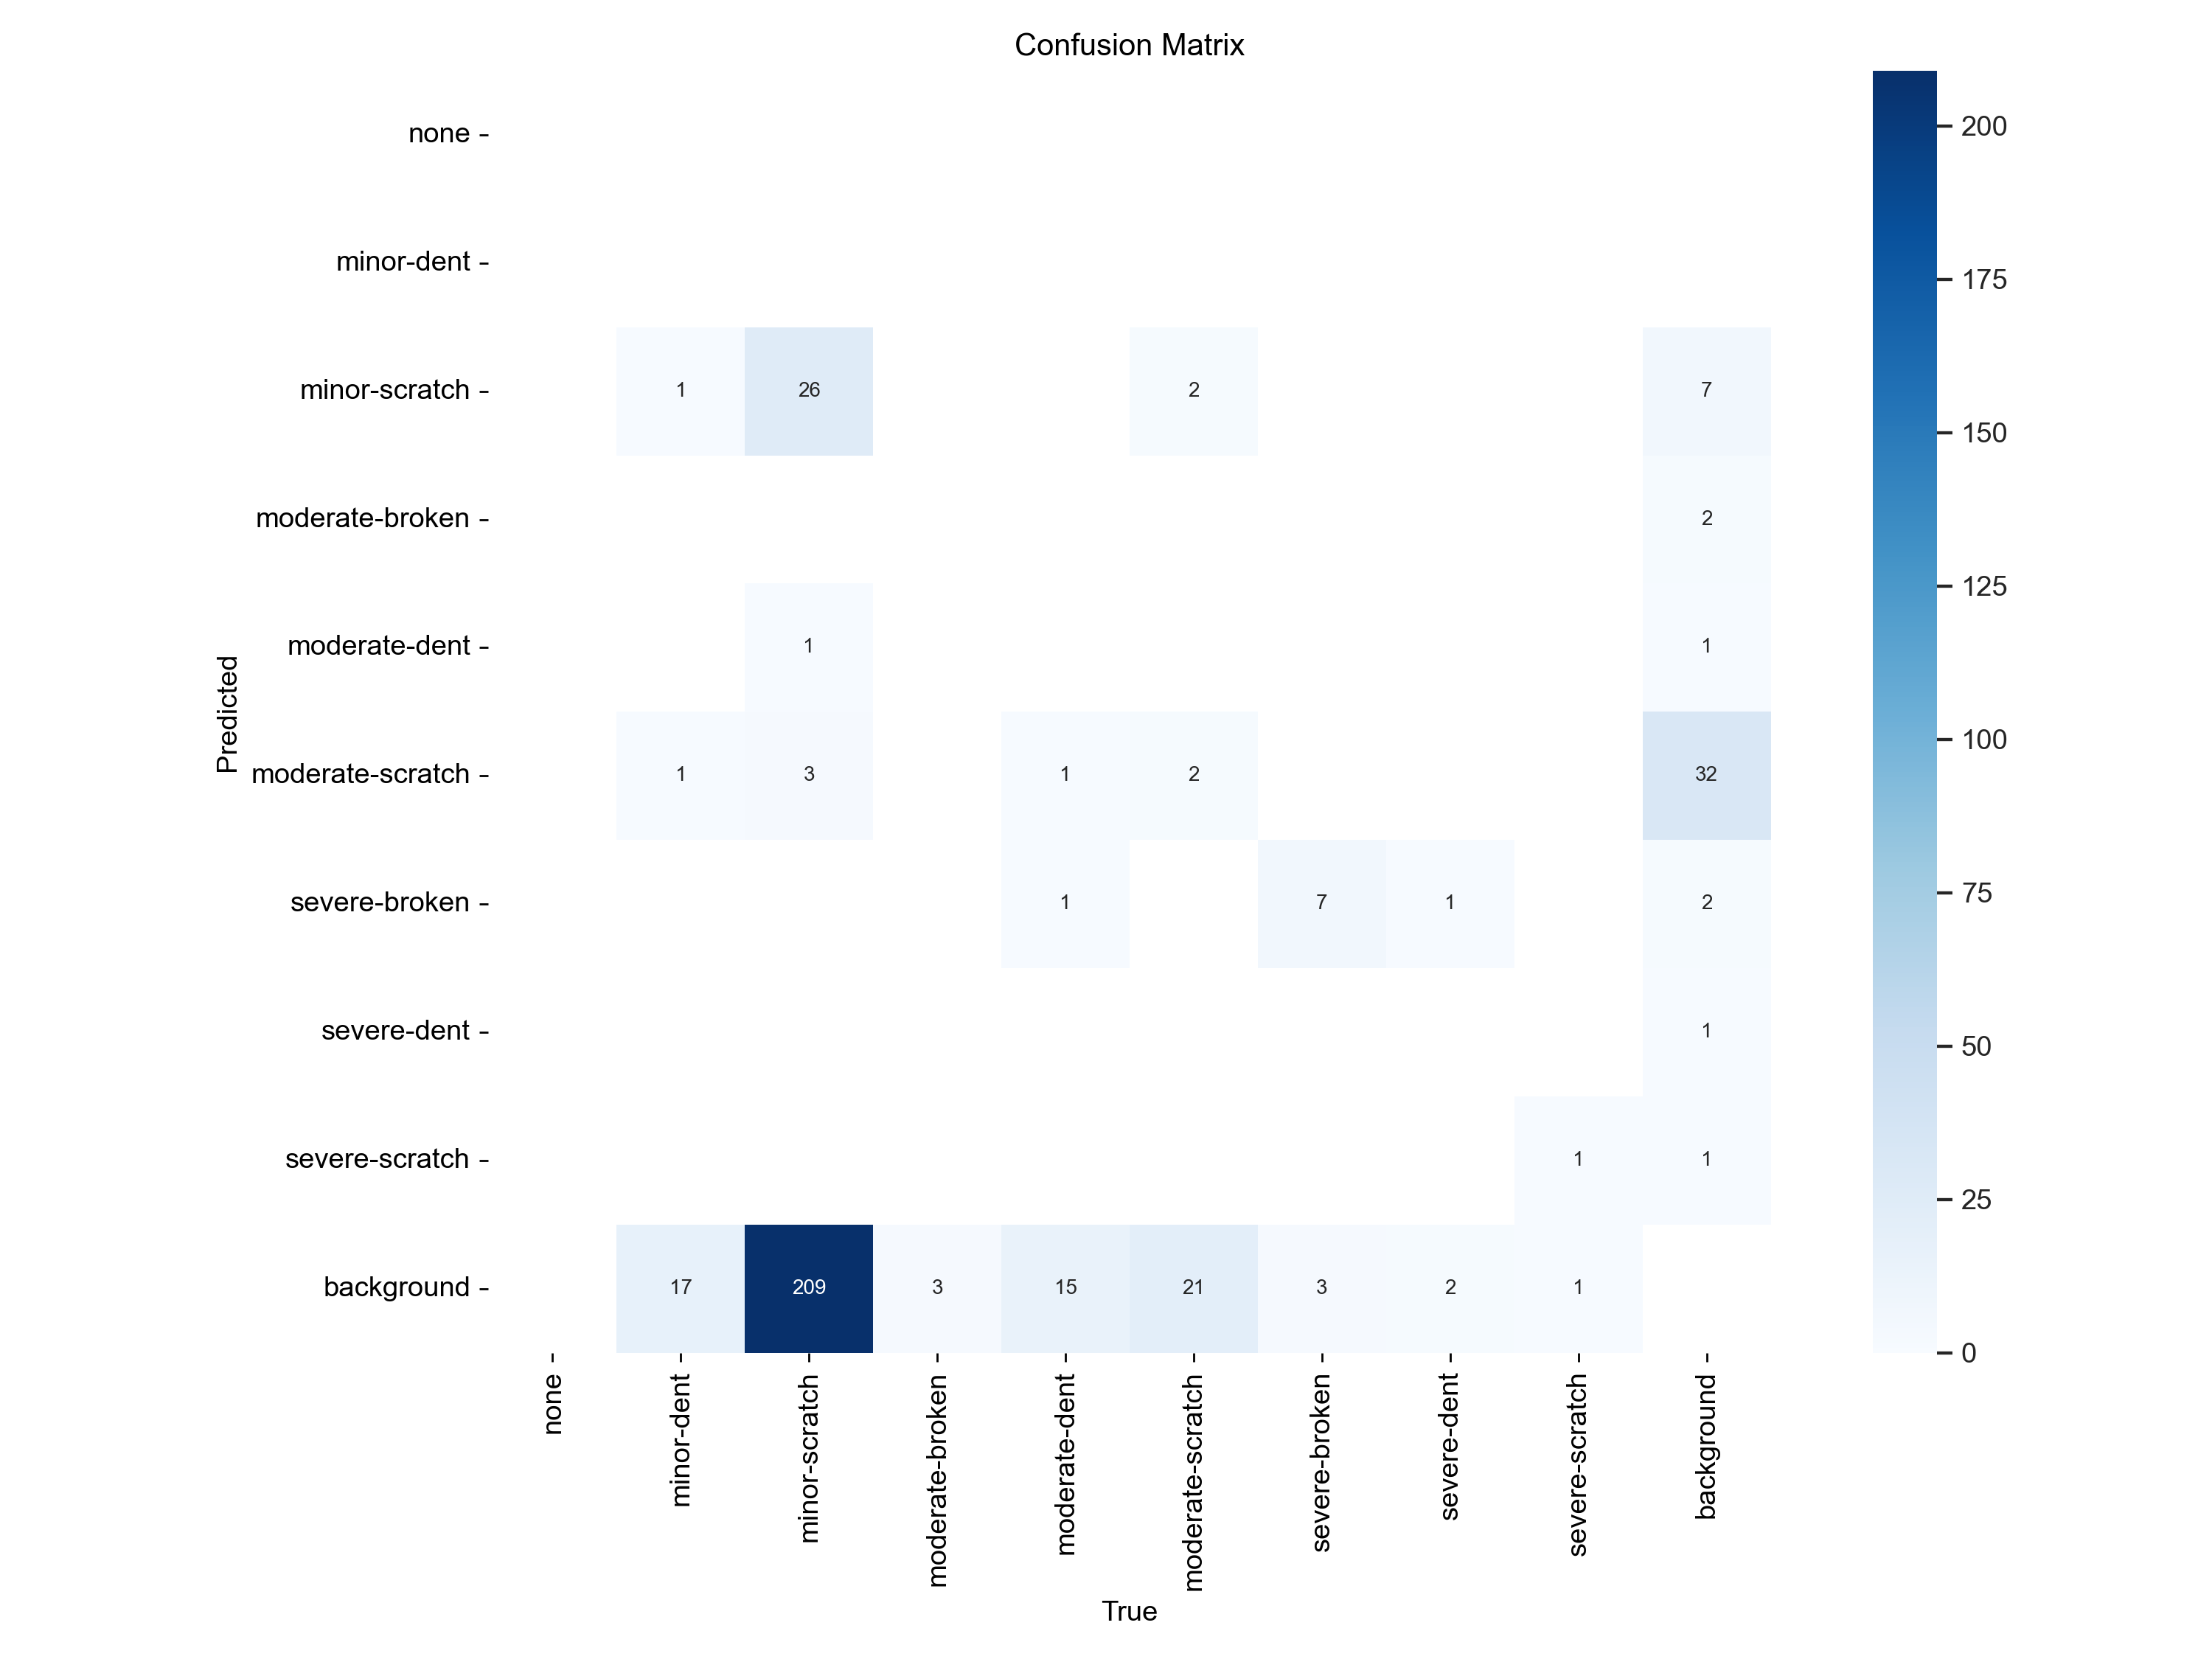 Confusion Matrix
none
minor-dent
minor-scratch 1 26 2 7
moderate-broken 2
moderate-dent 1 1
moderate-scratch 1 3 1 2 32
severe-broken 1 7 1 2
severe-dent 1
severe-scratch 1 1
background 17 209 3 15 21 3 2 1
Predicted
none
minor-dent
minor-scratch
moderate-broken
moderate-dent
moderate-scratch
severe-broken
severe-dent
severe-scratch
background
True
200
175
150
125
100
75
50
25
0